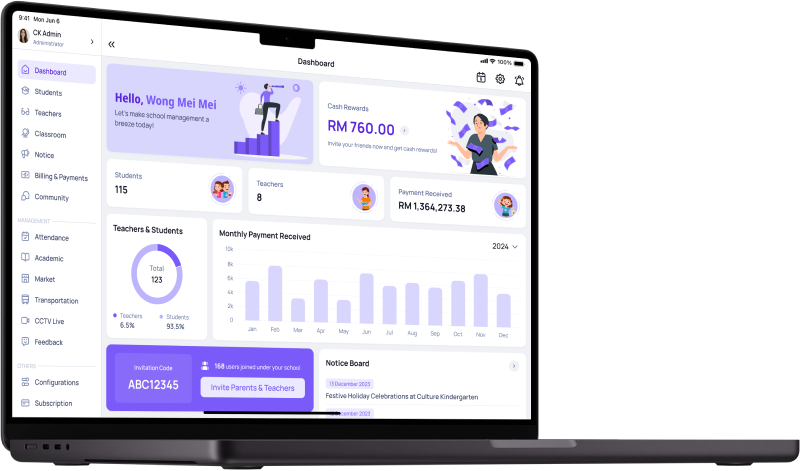 9:41 Mon Jun 6
100%
CK Admin
Administrator
Dashboard
Dashboard
Students
Teachers
Classroom
Notice
Billing & Payments
Community
MANAGEMENT
Attendance
Academic
Market
Transportation
CCTV Live
Feedback
OTHERS
Configurations
Subscription
Hello, Wong Mei Mei
Let's make school management a
breeze today!
Cash Rewards
RM 760.00
Invite your friends now and get cash rewards!
Students
115
Teachers
8
Payment Received
RM 1,364,273.38
Teachers & Students
Total
123
Teachers
6.5%
Students
93.5%
Monthly Payment Received
2024
10k
8k
6k
4k
2k
0
Jan Feb Mar Apr May Jun Jul Aug Sep Oct Nov Dec
Invitation Code
ABC12345
168 users joined under your school
Invite Parents & Teachers
Notice Board
13 December 2023
Festive Holiday Celebrations at Culture Kindergarten
December 2023